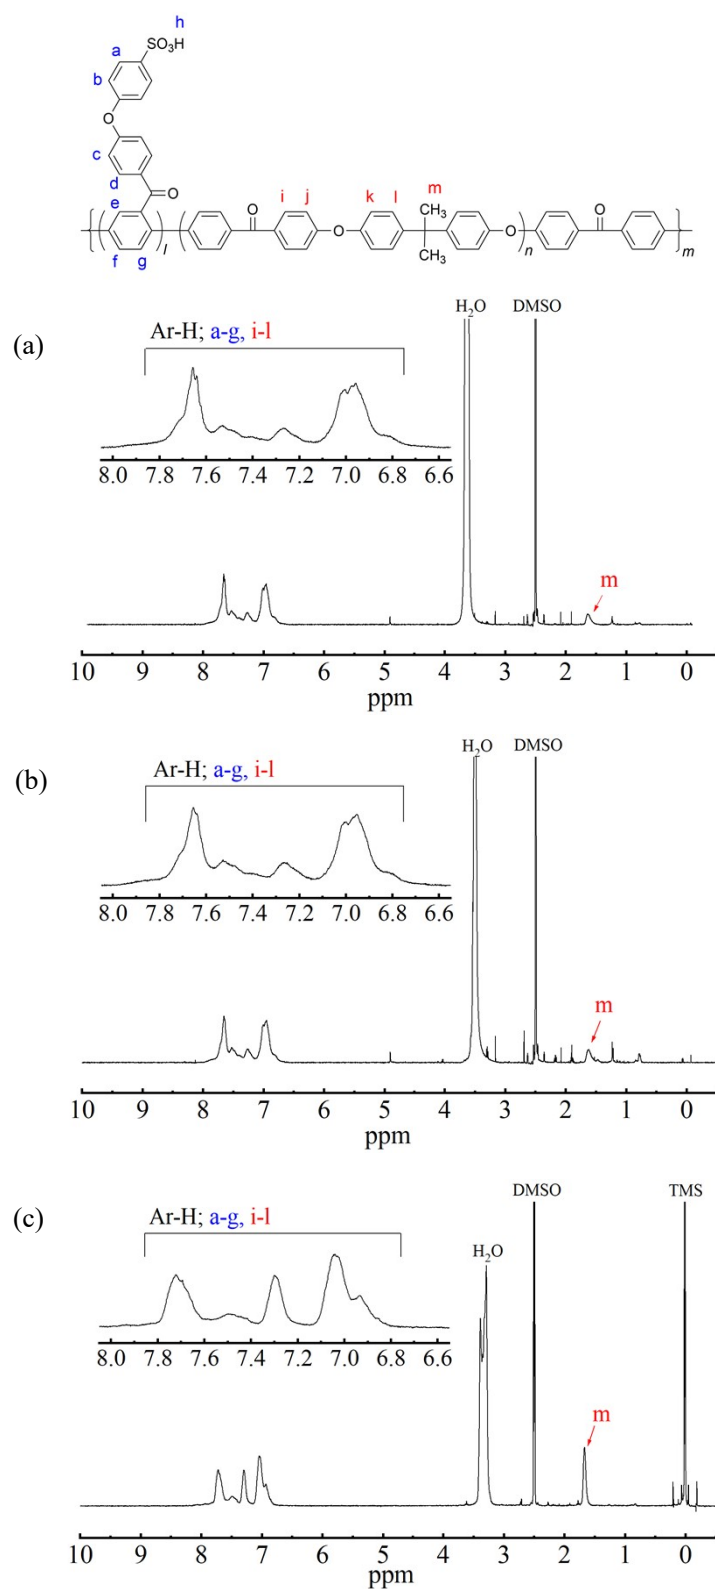 h
SO₃H
a
b
O
c
d
O
i
j
O
k
l
m
CH₃
CH₃
O
O
n
O
m
e
f
g
l
(a)
Ar-H; a-g, i-l
H₂O
DMSO
8.0 7.8 7.6 7.4 7.2 7.0 6.8 6.6
m
10 9 8 7 6 5 4 3 2 1 0
ppm
(b)
Ar-H; a-g, i-l
H₂O
DMSO
8.0 7.8 7.6 7.4 7.2 7.0 6.8 6.6
m
10 9 8 7 6 5 4 3 2 1 0
ppm
(c)
Ar-H; a-g, i-l
H₂O
DMSO
TMS
8.0 7.8 7.6 7.4 7.2 7.0 6.8 6.6
m
10 9 8 7 6 5 4 3 2 1 0
ppm